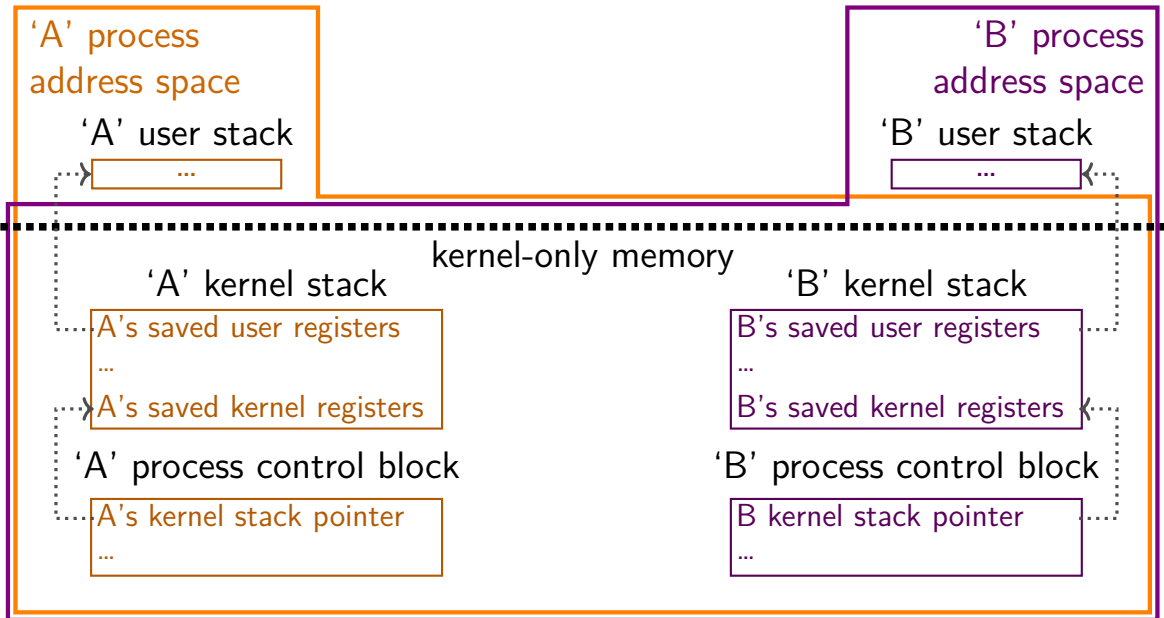 ‘A’ process
address space
‘A’ user stack
...
‘B’ process
address space
‘B’ user stack
...
kernel-only memory
‘A’ kernel stack
A's saved user registers
...
A's saved kernel registers
‘A’ process control block
A's kernel stack pointer
...
‘B’ kernel stack
B's saved user registers
...
B's saved kernel registers
‘B’ process control block
B kernel stack pointer
...